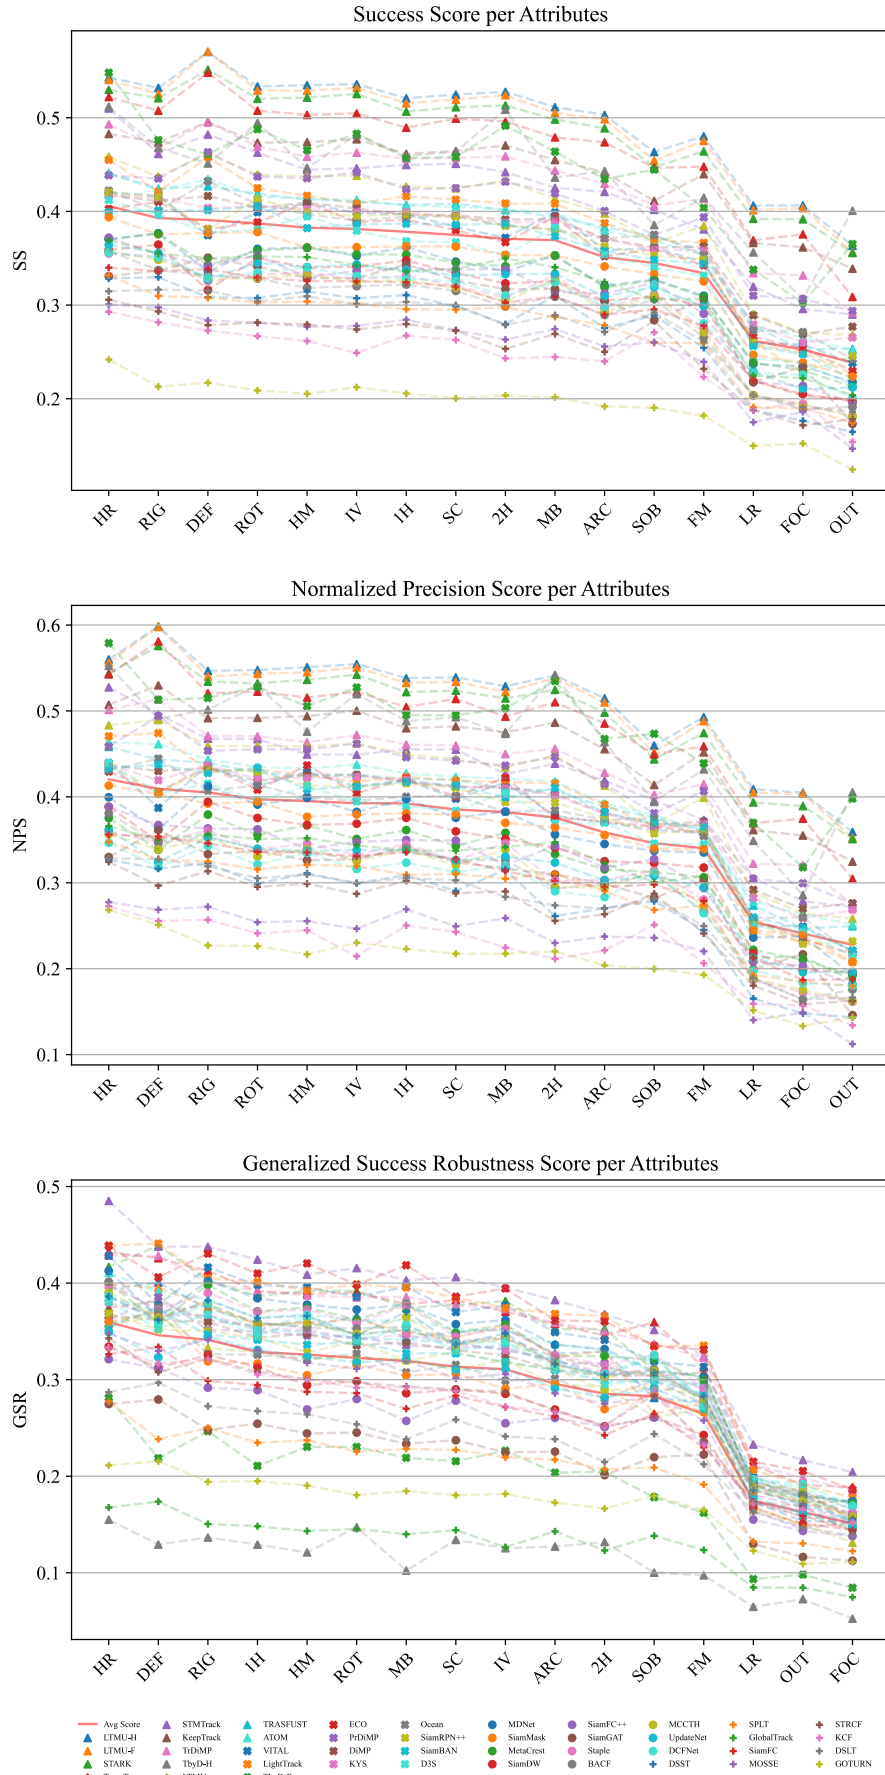 Success Score per Attributes
0.5
0.4
0.3
0.2
SS
HR RIG DEF ROT HM IV 1H SC 2H MB ARC SOB FM LR FOC OUT
Normalized Precision Score per Attributes
0.6
0.5
0.4
0.3
0.2
0.1
NPS
HR DEF RIG ROT HM IV 1H SC MB 2H ARC SOB FM LR FOC OUT
Generalized Success Robustness Score per Attributes
0.5
0.4
0.3
0.2
0.1
GSR
HR DEF RIG 1H HM ROT MB SC IV ARC 2H SOB FM LR OUT FOC
Avg Score STMTrack TRASFUST ECO Ocean MDNet SiamFC++ MCCTH SPLT STRCF
LTMU-H KeepTrack ATOM PrDiMP SiamRPN++ SiamMask SiamGAT UpdateNet GlobalTrack KCF
LTMU-F TrDiMP VITAL DiMP SiamBAN MetaCrest Staple DCFNet SiamFC DSLT
STARK TbyD-H LightTrack KYS D3S SiamDW BACF DSST MOSSE GOTURN